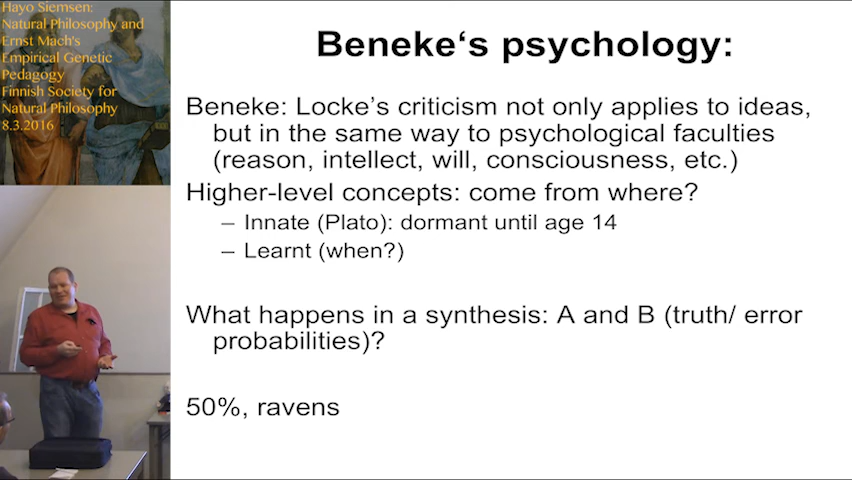 Hayo Siemsen:
Natural Philosophy and
Ernst Mach's
Empirical Genetic
Pedagogy
Finnish Society for
Natural Philosophy
8.3.2016
Beneke‘s psychology:
Beneke: Locke’s criticism not only applies to ideas,
but in the same way to psychological faculties
(reason, intellect, will, consciousness, etc.)
Higher-level concepts: come from where?
– Innate (Plato): dormant until age 14
– Learnt (when?)
What happens in a synthesis: A and B (truth/ error
probabilities)?
50%, ravens